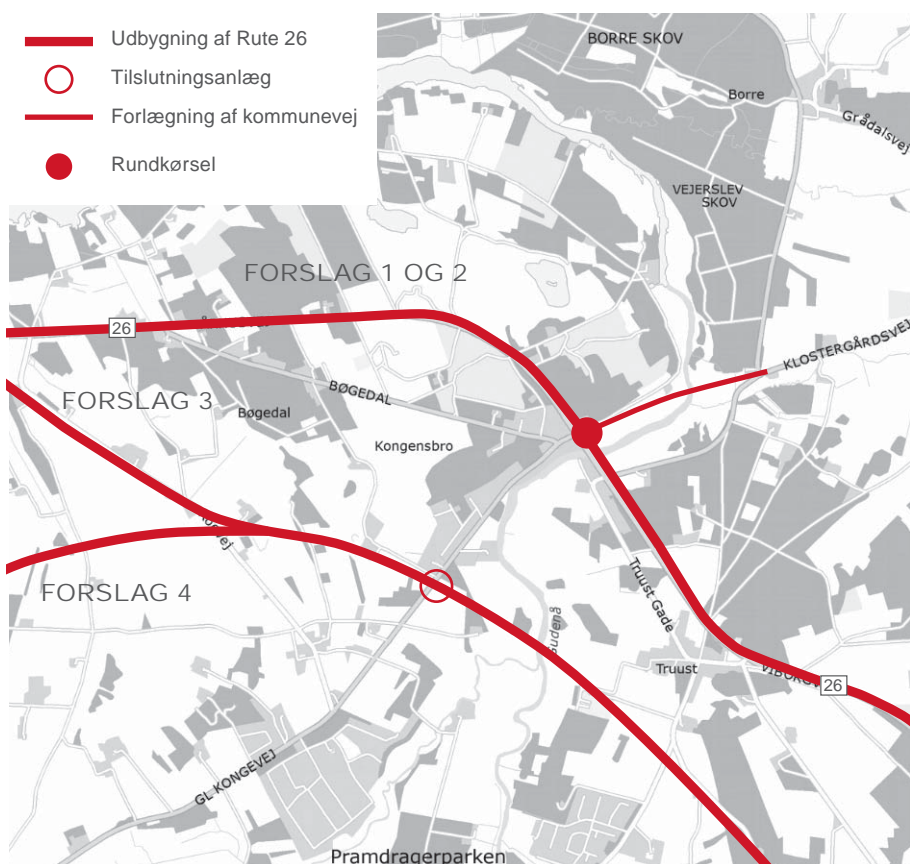 Udbygning af Rute 26
Tilslutningsanlæg
Forlægning af kommunevej
Rundkørsel
BORRE SKOV
Borre
Grådalsvej
VEJERSLEV
SKOV
FORSLAG 1 OG 2
26
KLOSTERGÅRDSVEJ
BØGEDAL
FORSLAG 3
Bøgedal
Kongensbro
FORSLAG 4
Truust Gade
Gudenå
Truust
26
GL KONGEVEJ
Pramdragerparken